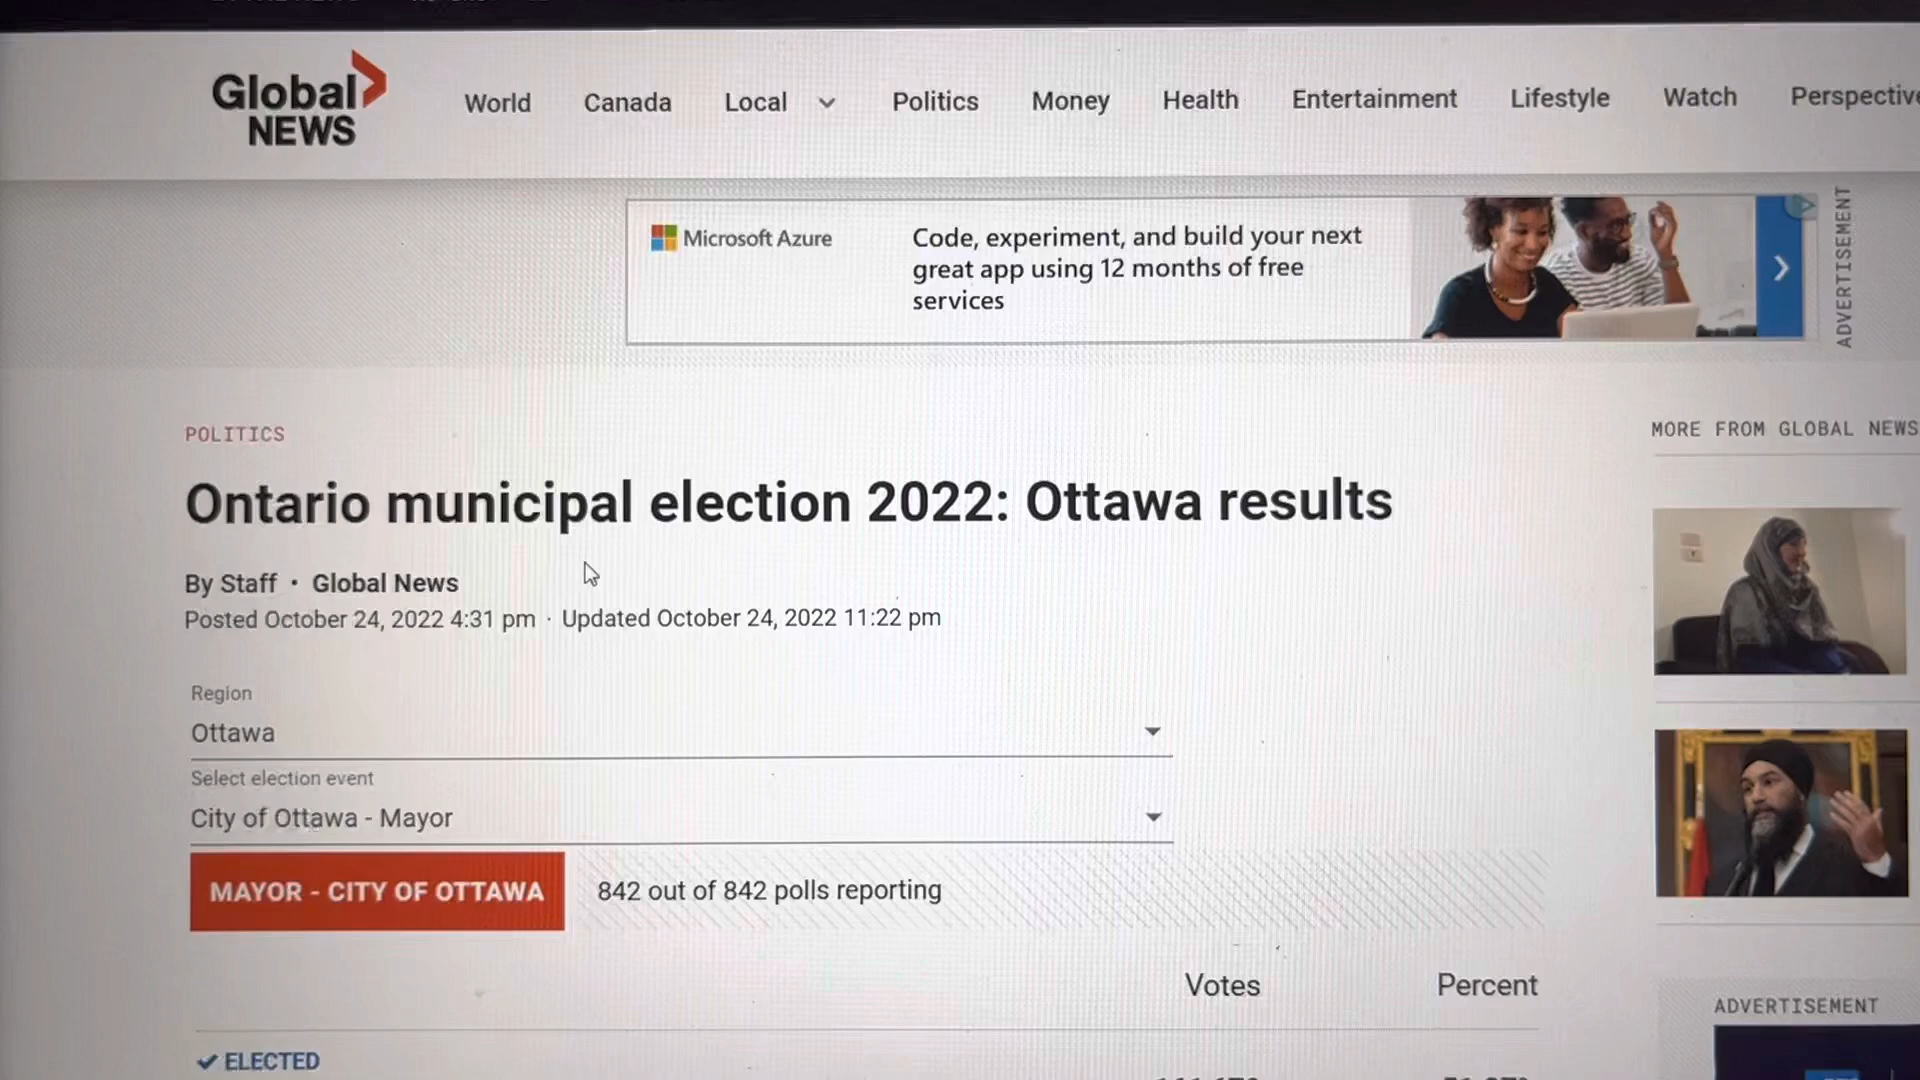 Global
NEWS
World
Canada
Local
Politics
Money
Health
Entertainment
Lifestyle
Watch
Microsoft Azure
Code, experiment, and build your next
great app using 12 months of free
services
ADVERTISEMENT
POLITICS
Ontario municipal election 2022: Ottawa results
By Staff • Global News
Posted October 24, 2022 4:31 pm · Updated October 24, 2022 11:22 pm
Region
Ottawa
Select election event
City of Ottawa - Mayor
MAYOR - CITY OF OTTAWA
842 out of 842 polls reporting
Votes
Percent
ELECTED
MORE FROM GLOBAL NEWS
ADVERTISEMENT